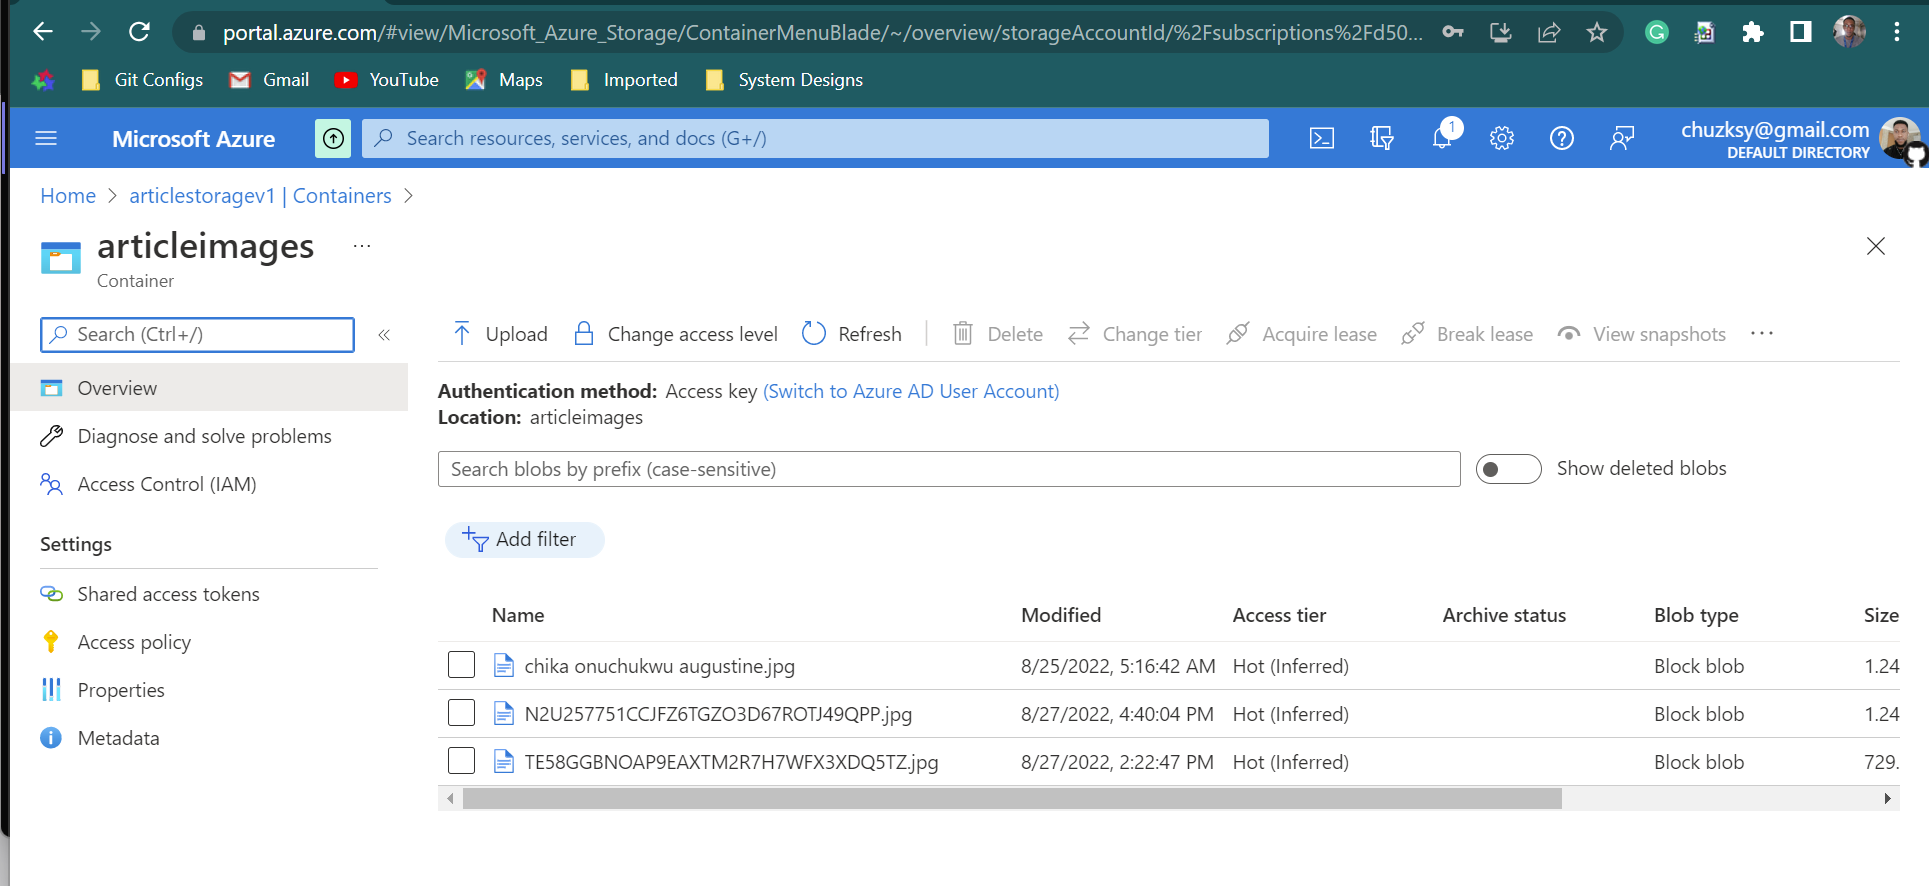 portal.azure.com/#view/Microsoft_Azure_Storage/ContainerMenuBlade/~/overview/storageAccountId/%2Fsubscriptions%2Fd50...
Git Configs Gmail YouTube Maps Imported System Designs
Microsoft Azure Search resources, services, and docs (G+/) 1 chuzksy@gmail.com
DEFAULT DIRECTORY
Home > articlestoragev1 | Containers >
articleimages ...
Container
Search (Ctrl+/) «
Upload Change access level Refresh Delete Change tier Acquire lease Break lease View snapshots ...
Overview
Diagnose and solve problems
Access Control (IAM)
Settings
Shared access tokens
Access policy
Properties
Metadata
Authentication method: Access key (Switch to Azure AD User Account)
Location: articleimages
Search blobs by prefix (case-sensitive) Show deleted blobs
Add filter
Name Modified Access tier Archive status Blob type Size
chika onuchukwu augustine.jpg 8/25/2022, 5:16:42 AM Hot (Inferred) Block blob 1.24
N2U257751CCJFZ6TGZO3D67ROTJ49QPP.jpg 8/27/2022, 4:40:04 PM Hot (Inferred) Block blob 1.24
TE58GGBNOAP9EAXTM2R7H7WFX3XDQ5TZ.jpg 8/27/2022, 2:22:47 PM Hot (Inferred) Block blob 729.